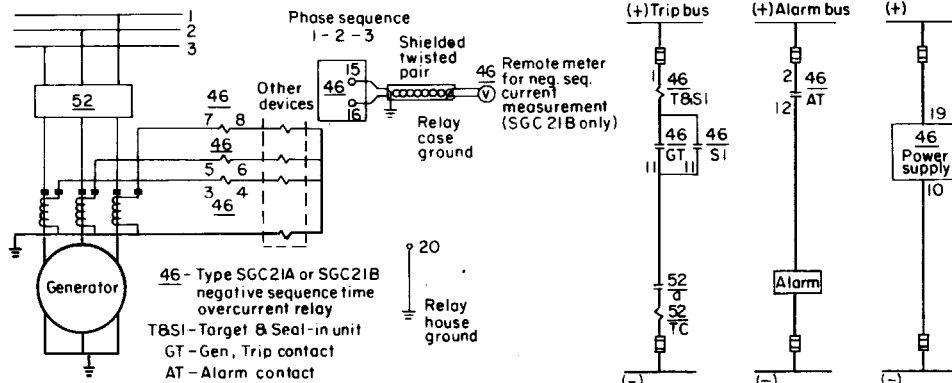 1
2
3
52
Generator
46
7 8
46
5 6
3 4
46
Other
devices
Phase sequence
1-2-3
15
46
16
Shielded
twisted
pair
46
V
Remote meter
for neg. seq.
current
measurement
(SGC21B only)
Relay
case
ground
20
Relay
house
ground
46 - Type SGC21A or SGC21B
negative sequence time
overcurrent relay
T&SI-Target & Seal-in unit
GT-Gen, Trip contact
AT-Alarm contact
(+) Trip bus
1
46
T&SI
46
GT
46
SI
11
11
52
a
52
TC
(-)
(+) Alarm bus
2
46
AT
12
Alarm
(-)
(+)
19
46
Power
supply
10
(-)